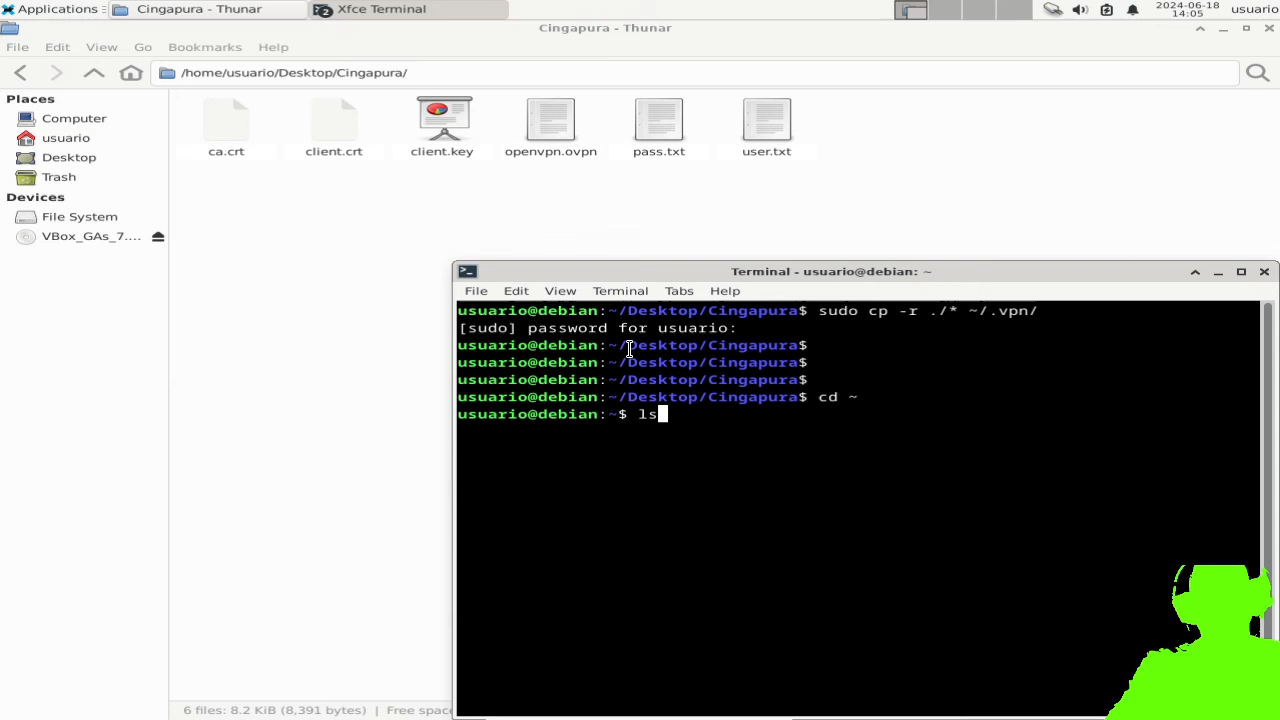 Applications
Cingapura - Thunar
Xfce Terminal
2
2024-06-18
14:05
usuario
Cingapura - Thunar
File Edit View Go Bookmarks Help
/home/usuario/Desktop/Cingapura/
Places
Computer
usuario
Desktop
Trash
Devices
File System
VBox_GAs_7....
ca.crt
client.crt
client.key
openvpn.ovpn
pass.txt
user.txt
Terminal - usuario@debian: ~
File Edit View Terminal Tabs Help
usuario@debian:~/Desktop/Cingapura$ sudo cp -r ./* ~/.vpn/
[sudo] password for usuario:
usuario@debian:~/Desktop/Cingapura$
usuario@debian:~/Desktop/Cingapura$
usuario@debian:~/Desktop/Cingapura$
usuario@debian:~/Desktop/Cingapura$ cd ~
usuario@debian:~$ ls
6 files: 8.2 KiB (8,391 bytes) | Free spac